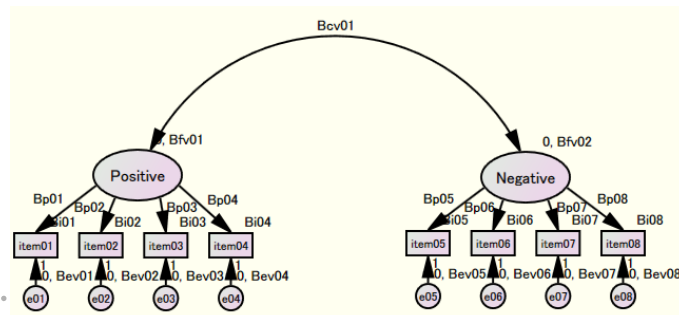 Bcv01
0, Bfv01
0, Bfv02
Positive
Negative
Bp01 Bp02 Bp03 Bp04
Bp05 Bp06 Bp07 Bp08
Bi01 Bi02 Bi03 Bi04
Bi05 Bi06 Bi07 Bi08
item01 item02 item03 item04
item05 item06 item07 item08
1 1 1 1
1 1 1 1
0, Bev01 0, Bev02 0, Bev03 0, Bev04
0, Bev05 0, Bev06 0, Bev07 0, Bev08
e01 e02 e03 e04
e05 e06 e07 e08